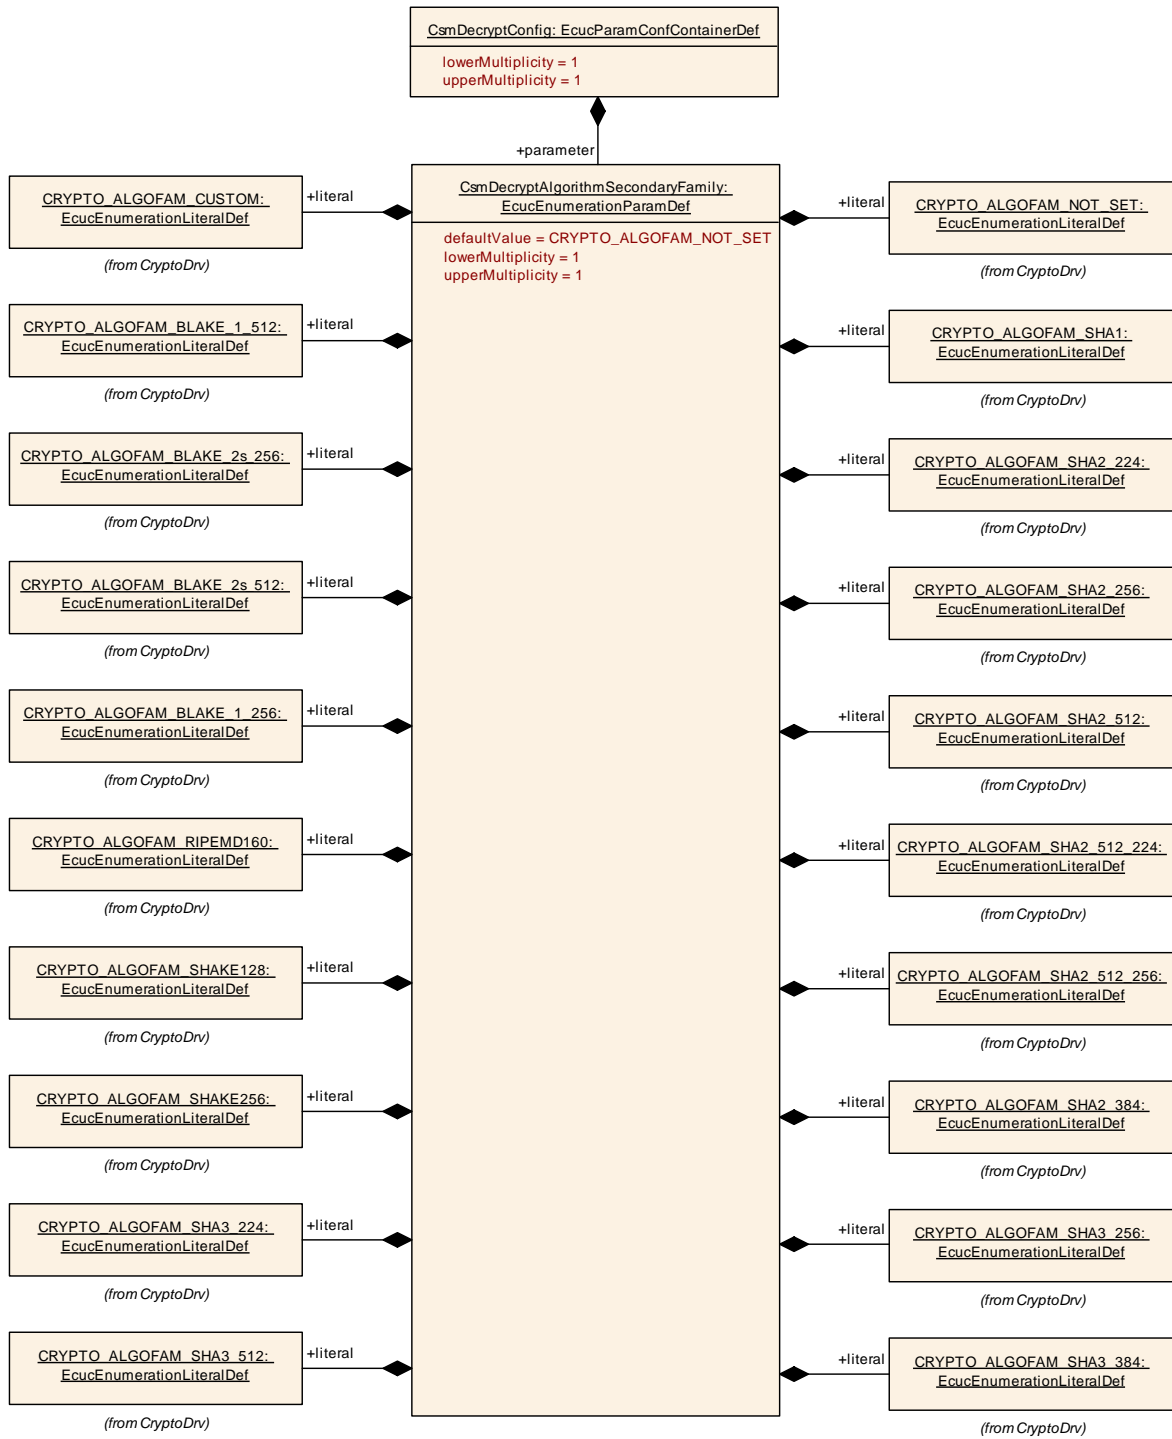 CsmDecryptConfig: EcucParamConfContainerDef
lowerMultiplicity = 1
upperMultiplicity = 1
+parameter
CsmDecryptAlgorithmSecondaryFamily:
EcucEnumerationParamDef
defaultValue = CRYPTO_ALGOFAM_NOT_SET
lowerMultiplicity = 1
upperMultiplicity = 1
CRYPTO_ALGOFAM_CUSTOM:
EcucEnumerationLiteralDef
(from CryptoDrv)
+literal
CRYPTO_ALGOFAM_BLAKE_1_512:
EcucEnumerationLiteralDef
(from CryptoDrv)
+literal
CRYPTO_ALGOFAM_BLAKE_2s_256:
EcucEnumerationLiteralDef
(from CryptoDrv)
+literal
CRYPTO_ALGOFAM_BLAKE_2s_512:
EcucEnumerationLiteralDef
(from CryptoDrv)
+literal
CRYPTO_ALGOFAM_BLAKE_1_256:
EcucEnumerationLiteralDef
(from CryptoDrv)
+literal
CRYPTO_ALGOFAM_RIPEMD160:
EcucEnumerationLiteralDef
(from CryptoDrv)
+literal
CRYPTO_ALGOFAM_SHAKE128:
EcucEnumerationLiteralDef
(from CryptoDrv)
+literal
CRYPTO_ALGOFAM_SHAKE256:
EcucEnumerationLiteralDef
(from CryptoDrv)
+literal
CRYPTO_ALGOFAM_SHA3_224:
EcucEnumerationLiteralDef
(from CryptoDrv)
+literal
CRYPTO_ALGOFAM_SHA3_512:
EcucEnumerationLiteralDef
(from CryptoDrv)
+literal
+literal
CRYPTO_ALGOFAM_NOT_SET:
EcucEnumerationLiteralDef
(from CryptoDrv)
+literal
CRYPTO_ALGOFAM_SHA1:
EcucEnumerationLiteralDef
(from CryptoDrv)
+literal
CRYPTO_ALGOFAM_SHA2_224:
EcucEnumerationLiteralDef
(from CryptoDrv)
+literal
CRYPTO_ALGOFAM_SHA2_256:
EcucEnumerationLiteralDef
(from CryptoDrv)
+literal
CRYPTO_ALGOFAM_SHA2_512:
EcucEnumerationLiteralDef
(from CryptoDrv)
+literal
CRYPTO_ALGOFAM_SHA2_512_224:
EcucEnumerationLiteralDef
(from CryptoDrv)
+literal
CRYPTO_ALGOFAM_SHA2_512_256:
EcucEnumerationLiteralDef
(from CryptoDrv)
+literal
CRYPTO_ALGOFAM_SHA2_384:
EcucEnumerationLiteralDef
(from CryptoDrv)
+literal
CRYPTO_ALGOFAM_SHA3_256:
EcucEnumerationLiteralDef
(from CryptoDrv)
+literal
CRYPTO_ALGOFAM_SHA3_384:
EcucEnumerationLiteralDef
(from CryptoDrv)